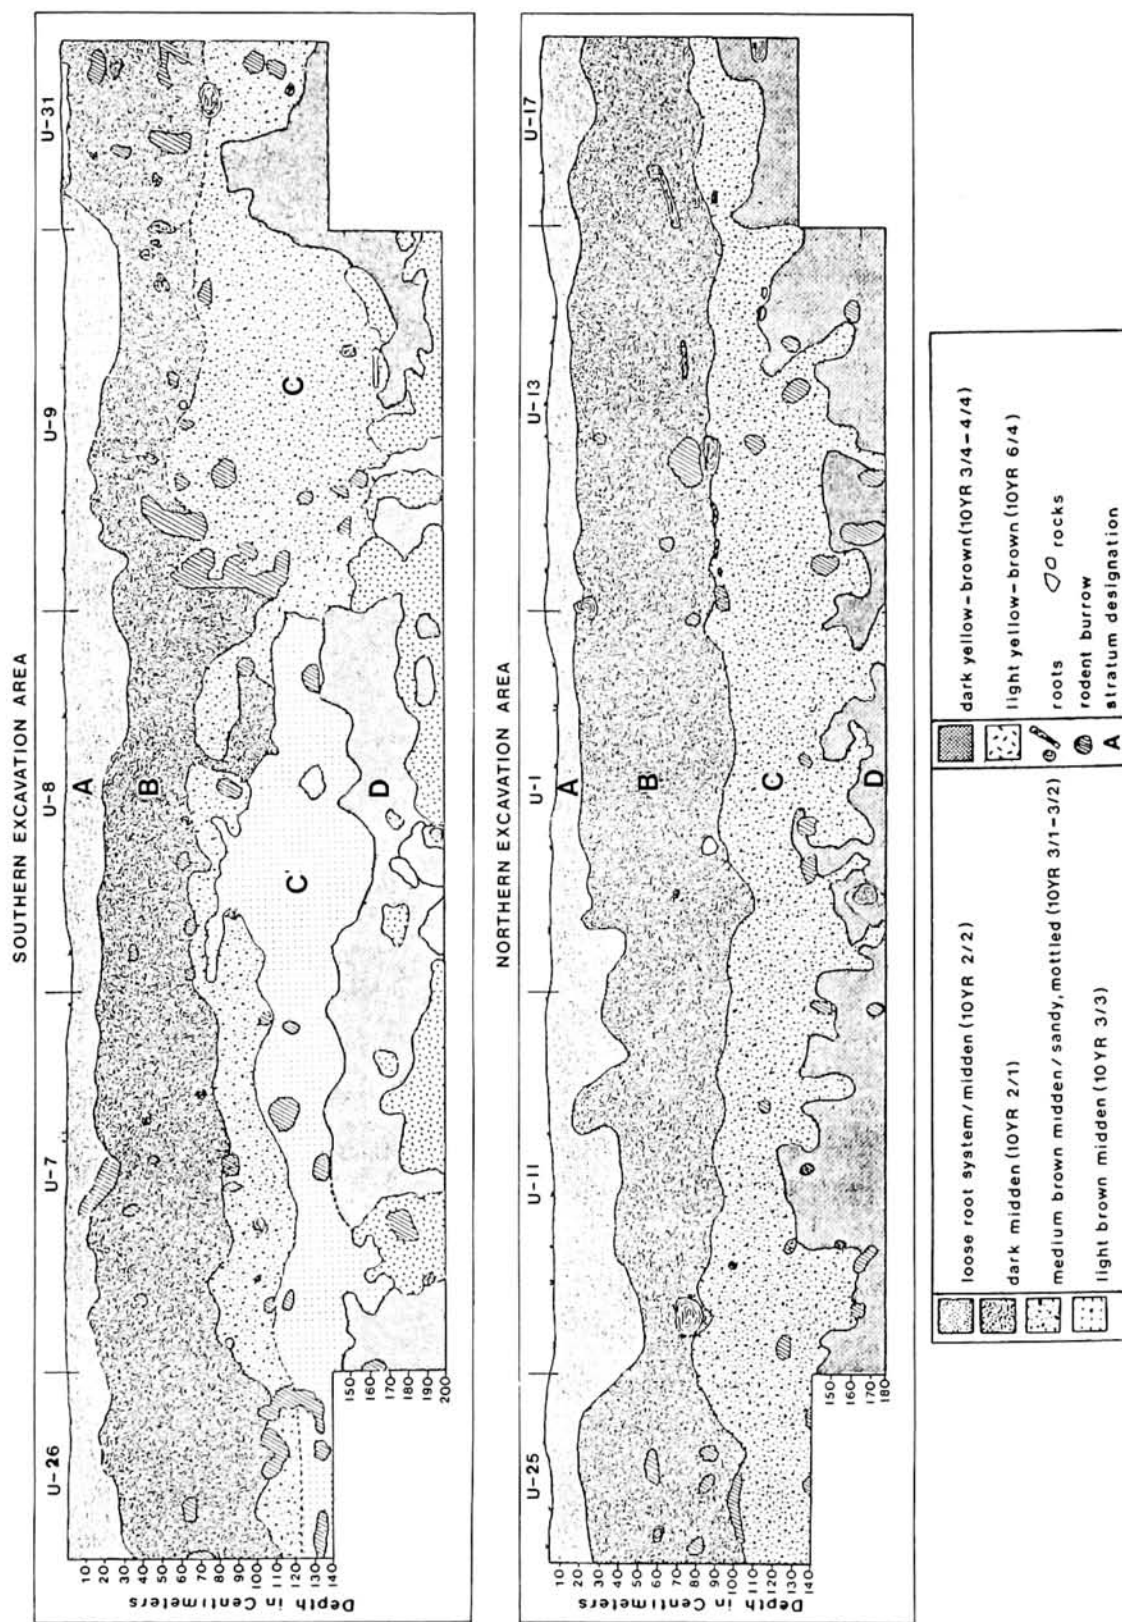 SOUTHERN EXCAVATION AREA
U-26
U-7
U-8
U-9
U-31
A
B
C
C'
D
Depth in Centimeters
10
20
30
40
50
60
70
80
90
100
110
120
130
140
150
160
170
180
190
200
NORTHERN EXCAVATION AREA
U-25
U-11
U-1
U-13
U-17
A
B
C
D
Depth in Centimeters
10
20
30
40
50
60
70
80
90
100
110
120
130
140
150
160
170
180
loose root system/midden (10YR 2/2)
dark midden (10YR 2/1)
medium brown midden/sandy, mottled (10YR 3/1-3/2)
light brown midden (10YR 3/3)
dark yellow-brown (10YR 3/4-4/4)
light yellow-brown (10YR 6/4)
roots
rocks
rodent burrow
A stratum designation